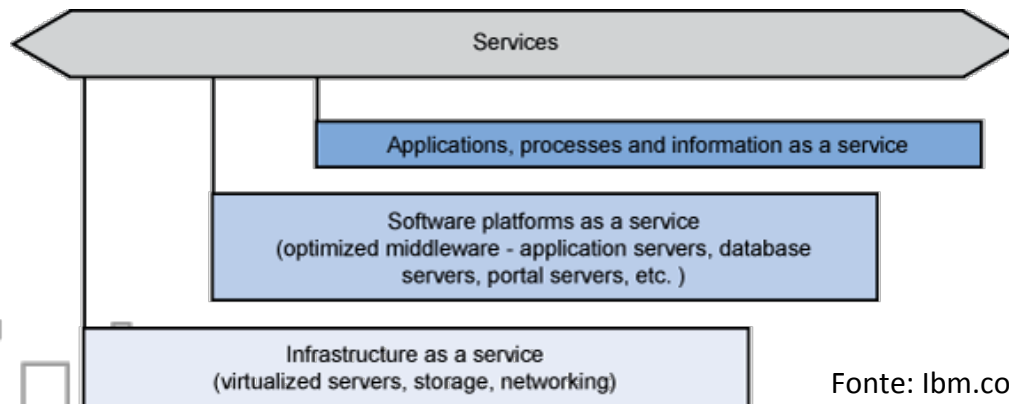 Services
Applications, processes and information as a service
Software platforms as a service
(optimized middleware - application servers, database
servers, portal servers, etc. )
Infrastructure as a service
(virtualized servers, storage, networking)
Fonte: Ibm.co